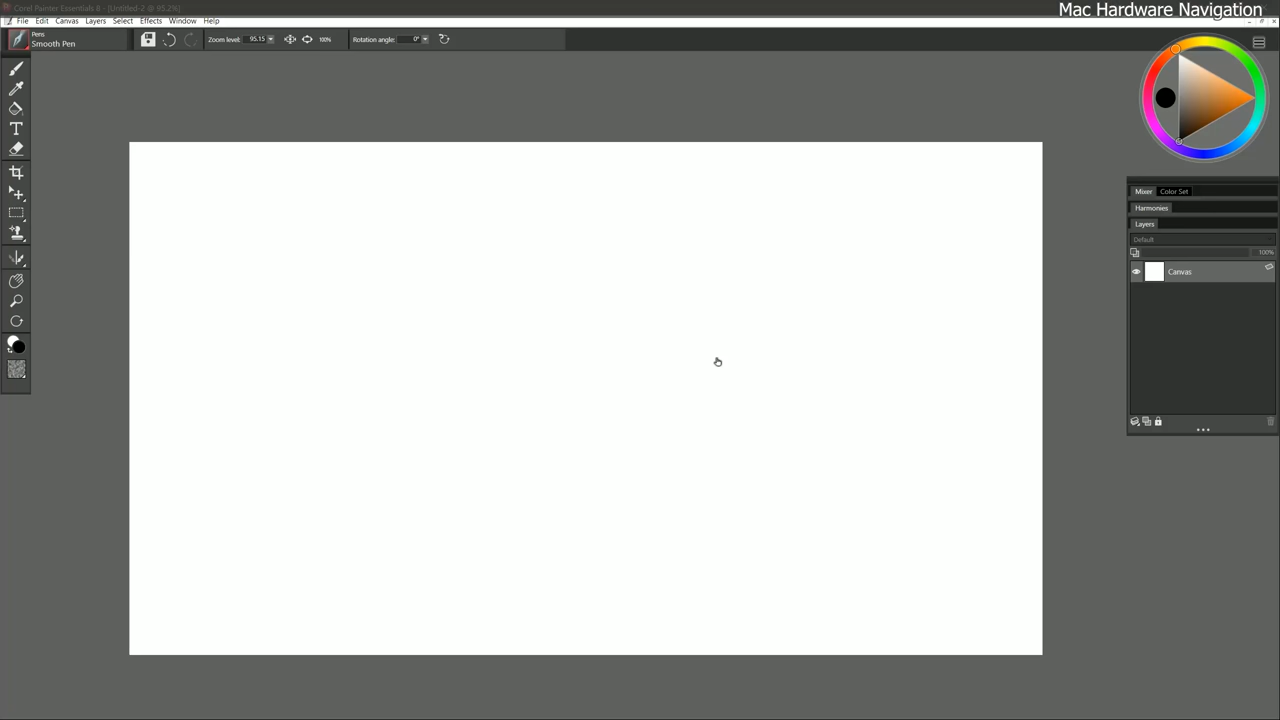 Corel Painter Essentials 8 - [Untitled-2 @ 95.2%]
Mac Hardware Navigation
File Edit Canvas Layers Select Effects Window Help
Pens
Smooth Pen
Zoom level: 95.15 100% Rotation angle: 0°
Mixer Color Set
Harmonies
Layers
Default
100%
Canvas